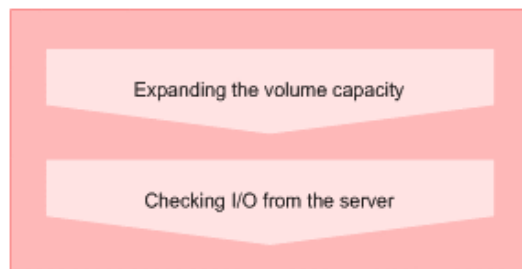 Expanding the volume capacity
Checking I/O from the server